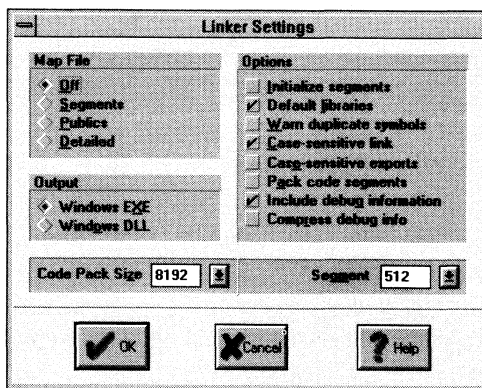 Linker Settings
Map File
Off
Segments
Publics
Detailed
Output
Windows EXE
Windows DLL
Options
Initialize segments
Default libraries
Warn duplicate symbols
Case-sensitive link
Case-sensitive exports
Pack code segments
Include debug information
Compress debug info
Code Pack Size 8192
Segment 512
OK
Cancel
Help